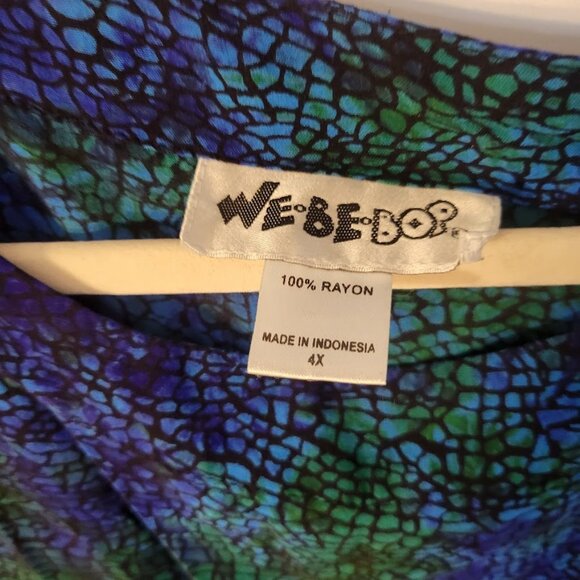 WE·BE·BOP
100% RAYON
MADE IN INDONESIA
4X